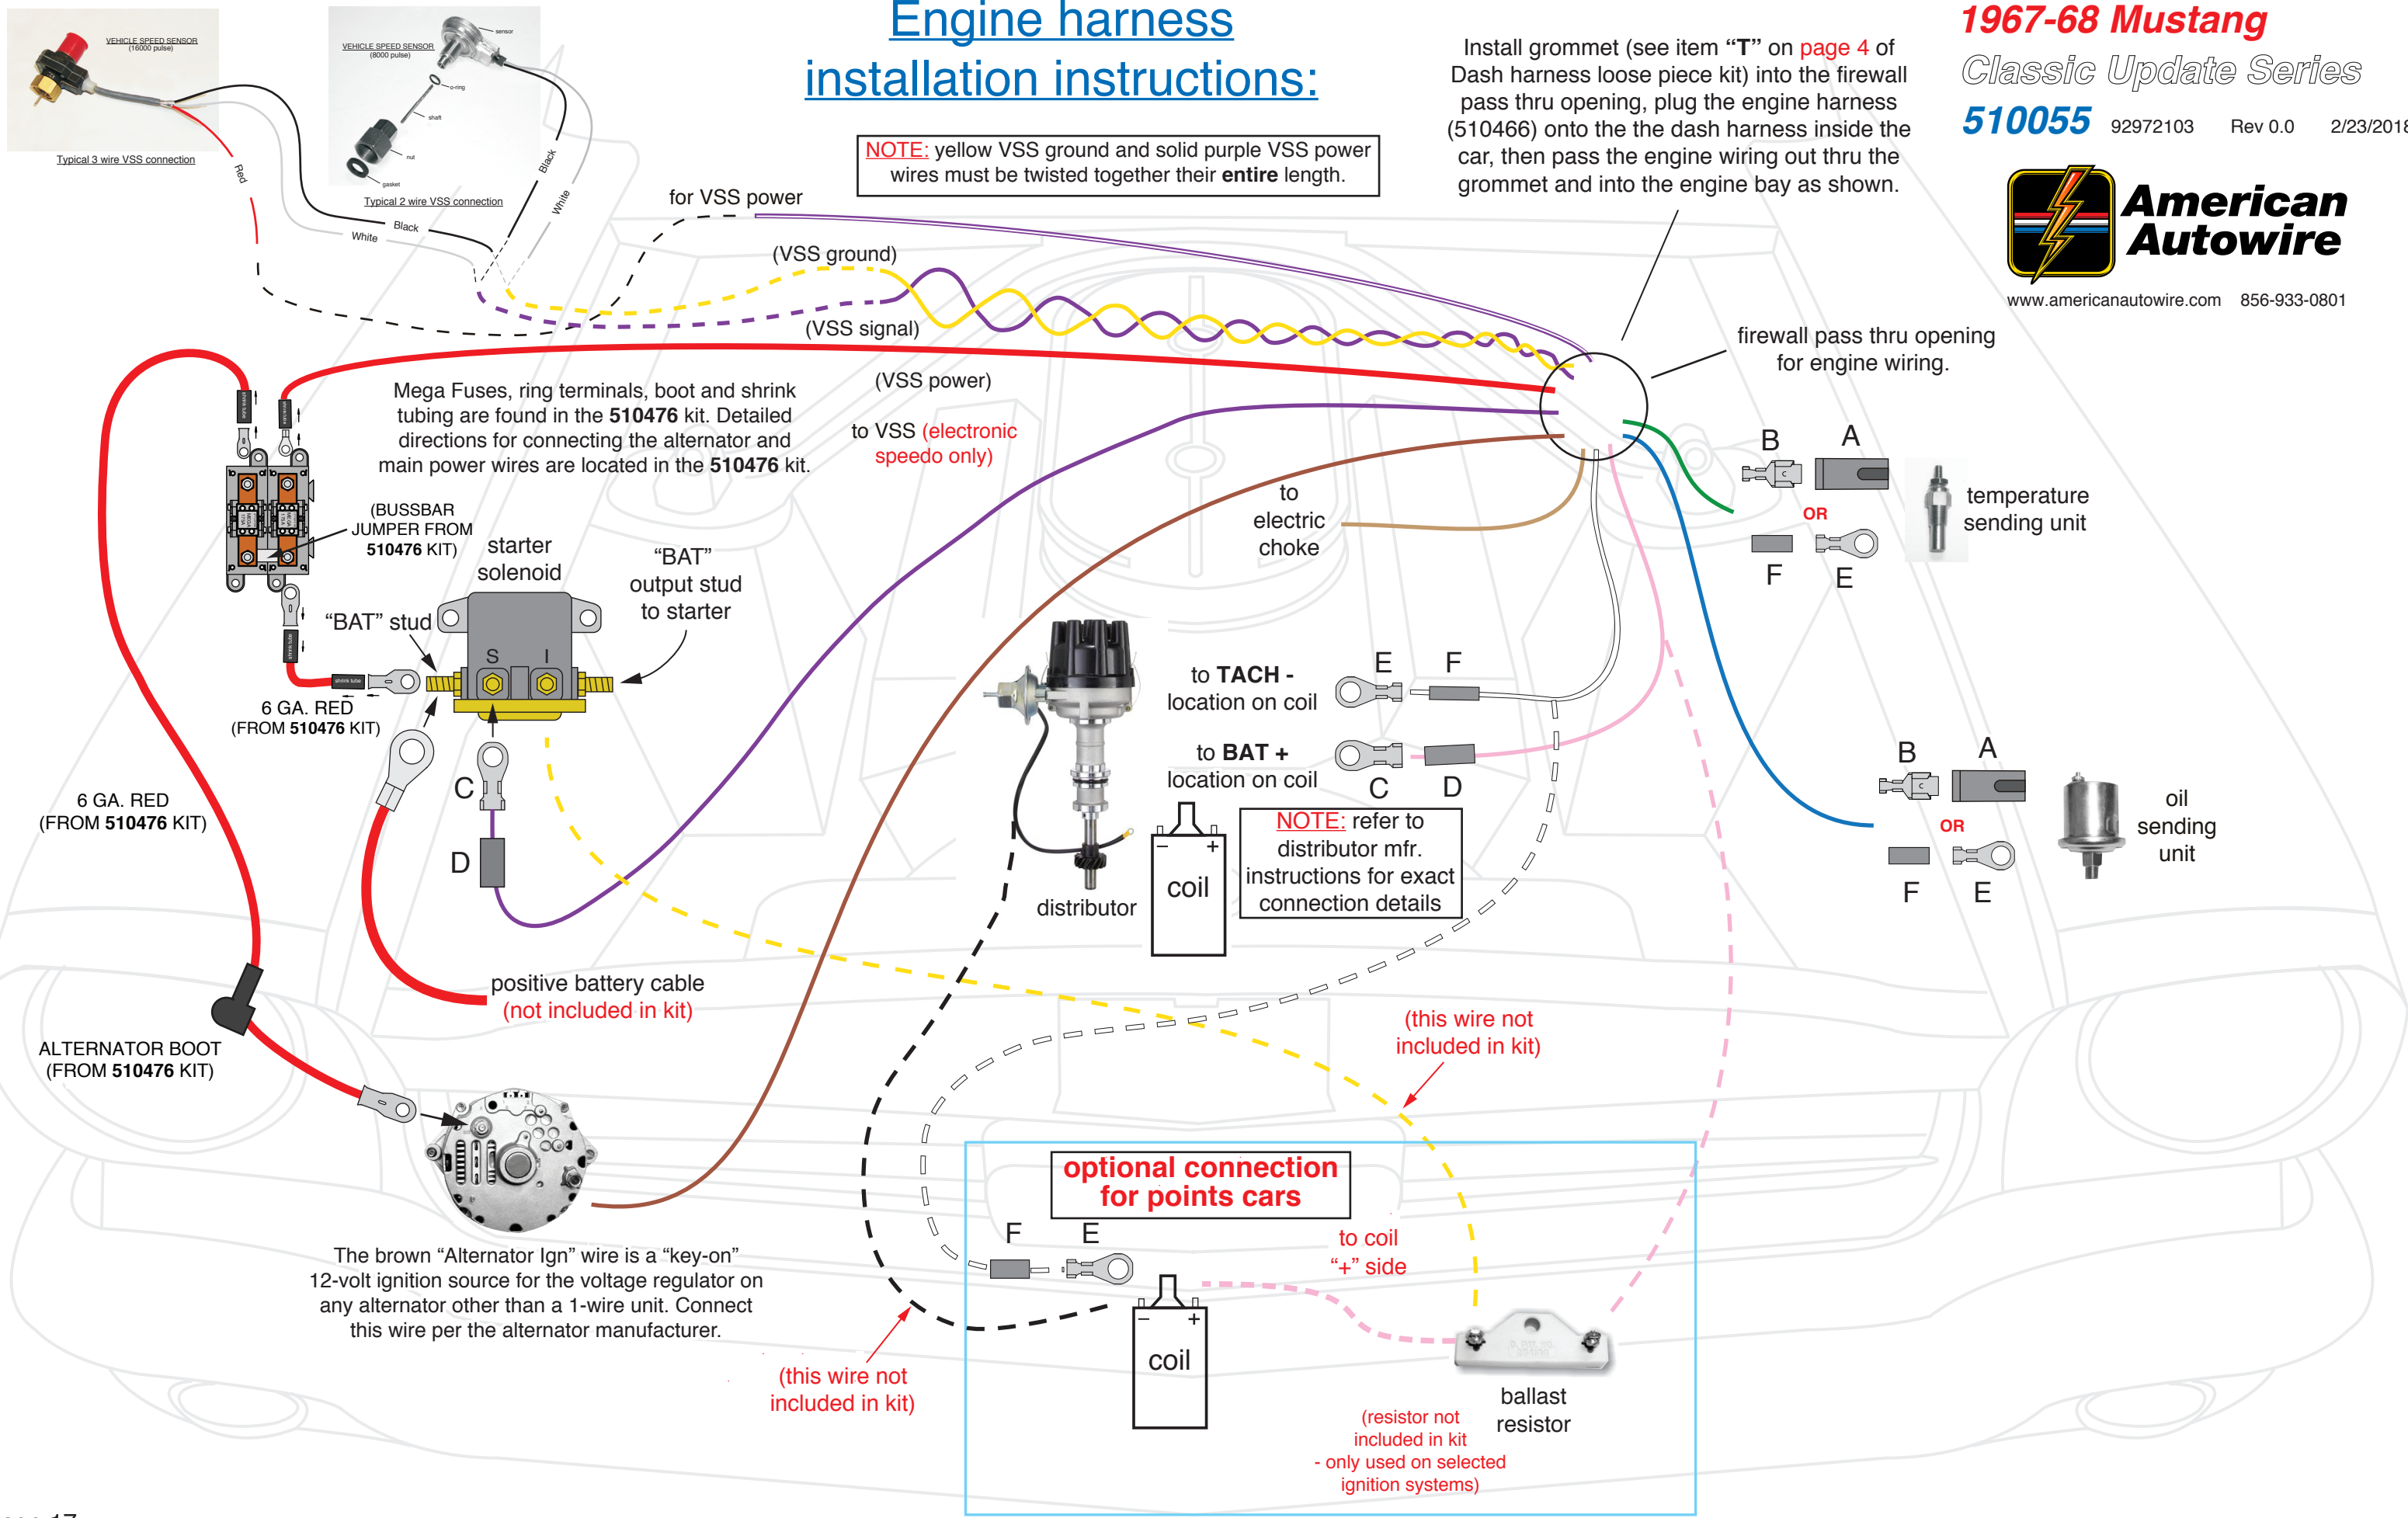 VEHICLE SPEED SENSOR
(16000 pulse)
Typical 3 wire VSS connection
Red
VEHICLE SPEED SENSOR
(8000 pulse)
sensor
o-ring
shaft
nut
gasket
Typical 2 wire VSS connection
Black
White
Black
White
Engine harness
installation instructions:
NOTE: yellow VSS ground and solid purple VSS power
wires must be twisted together their entire length.
Install grommet (see item “T” on page 4 of
Dash harness loose piece kit) into the firewall
pass thru opening, plug the engine harness
(510466) onto the the dash harness inside the
car, then pass the engine wiring out thru the
grommet and into the engine bay as shown.
1967-68 Mustang
Classic Update Series
510055 92972103 Rev 0.0 2/23/2018
American
Autowire
www.americanautowire.com 856-933-0801
for VSS power
(VSS ground)
(VSS signal)
(VSS power)
to VSS (electronic
speedo only)
firewall pass thru opening
for engine wiring.
Mega Fuses, ring terminals, boot and shrink
tubing are found in the 510476 kit. Detailed
directions for connecting the alternator and
main power wires are located in the 510476 kit.
(BUSSBAR
JUMPER FROM
510476 KIT)
starter
solenoid
“BAT”
output stud
to starter
“BAT” stud
S I
shrink tube
6 GA. RED
(FROM 510476 KIT)
6 GA. RED
(FROM 510476 KIT)
C
D
positive battery cable
(not included in kit)
ALTERNATOR BOOT
(FROM 510476 KIT)
The brown “Alternator Ign” wire is a “key-on”
12-volt ignition source for the voltage regulator on
any alternator other than a 1-wire unit. Connect
this wire per the alternator manufacturer.
to
electric
choke
B A
C
OR
F E
temperature
sending unit
to TACH -
location on coil
E F
to BAT +
location on coil
C D
distributor
− +
coil
NOTE: refer to
distributor mfr.
instructions for exact
connection details
B A
C
OR
F E
oil
sending
unit
(this wire not
included in kit)
optional connection
for points cars
F E
to coil
“+” side
− +
coil
(this wire not
included in kit)
ballast
resistor
(resistor not
included in kit
- only used on selected
ignition systems)